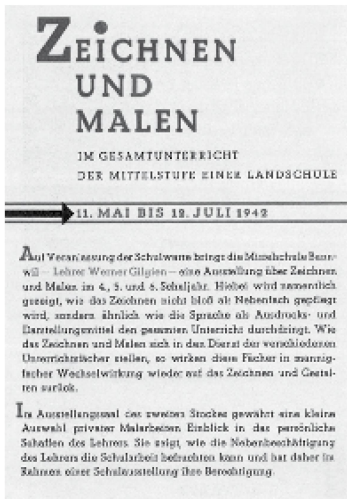 ZEICHNEN
UND
MALEN
IM GESAMTUNTERRICHT
DER MITTELSTUFE EINER LANDSCHULE
11. MAI BIS 12. JULI 1942
Auf Veranlassung der Schulwarte bringt die Mittelschule Bann-
wil — Lehrer Werner Gilgien — eine Ausstellung über Zeichnen
und Malen im 4., 5. und 6. Schuljahr. Hiebei wird namentlich
gezeigt, wie das Zeichnen nicht bloß als Nebenfach gepflegt
wird, sondern ähnlich wie die Sprache als Ausdrucks- und
Darstellungsmittel den gesamten Unterricht durchdringt. Wie
das Zeichnen und Malen sich in den Dienst der verschiedenen
Unterrichtsfächer stellen, so wirken diese Fächer in mannig-
facher Wechselwirkung wieder auf das Zeichnen und Gestal-
ten zurück.
Im Ausstellungssaal des zweiten Stockes gewährt eine kleine
Auswahl privater Malarbeiten Einblick in das persönliche
Schaffen des Lehrers. Sie zeigt, wie die Nebenbeschäftigung
des Lehrers die Schularbeit befruchten kann und hat daher im
Rahmen einer Schulausstellung ihre Berechtigung.